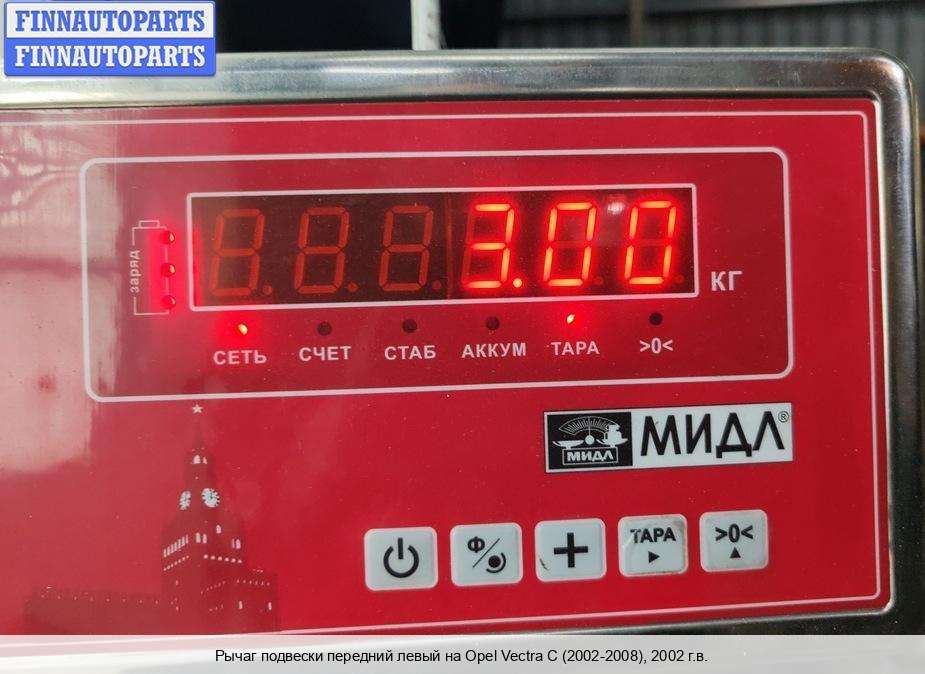 FINNAUTOPARTS
FINNAUTOPARTS
заряд
3.00
КГ
СЕТЬ СЧЕТ СТАБ АККУМ ТАРА >0<
МИДЛ МИДЛ®
Ф/ + ТАРА >0<
Рычаг подвески передний левый на Opel Vectra C (2002-2008), 2002 г.в.